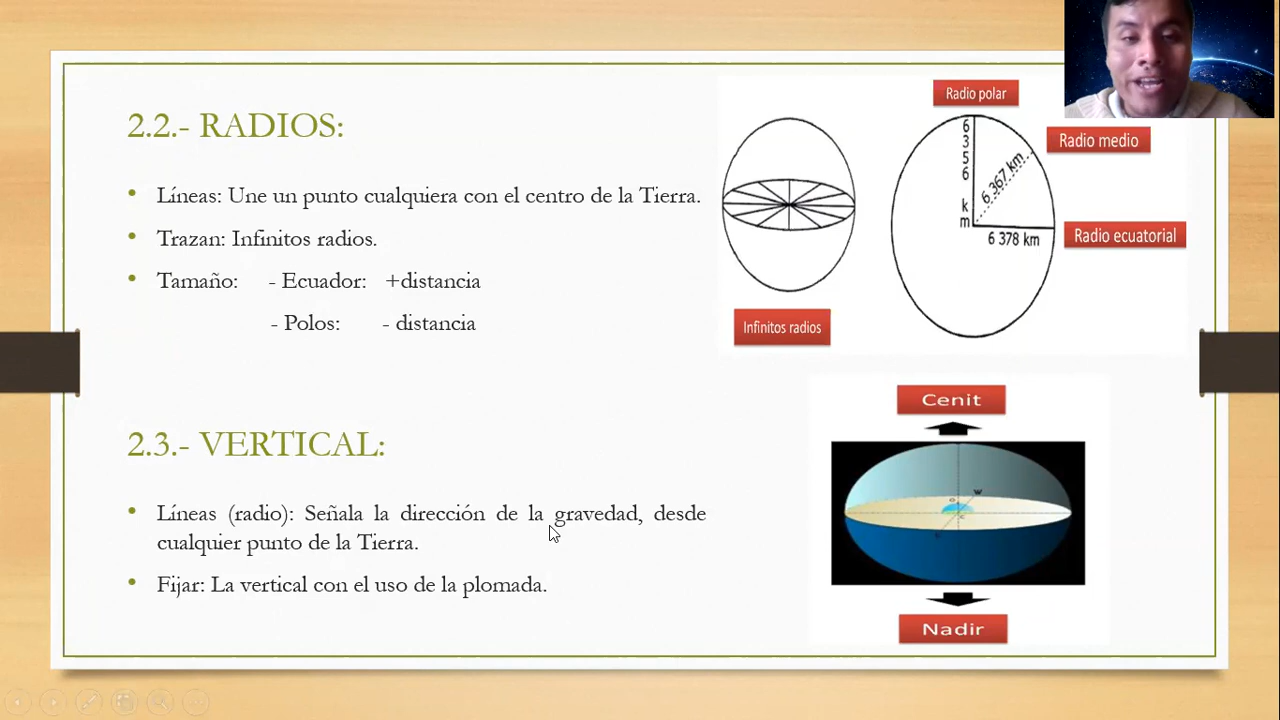 2.2.- RADIOS:
• Líneas: Une un punto cualquiera con el centro de la Tierra.
• Trazan: Infinitos radios.
• Tamaño: - Ecuador: +distancia
- Polos: - distancia
Infinitos radios
Radio polar
Radio medio
6 356 km
6 367 km
6 378 km
Radio ecuatorial
2.3.- VERTICAL:
• Líneas (radio): Señala la dirección de la gravedad, desde
cualquier punto de la Tierra.
• Fijar: La vertical con el uso de la plomada.
Cenit
W
Nadir